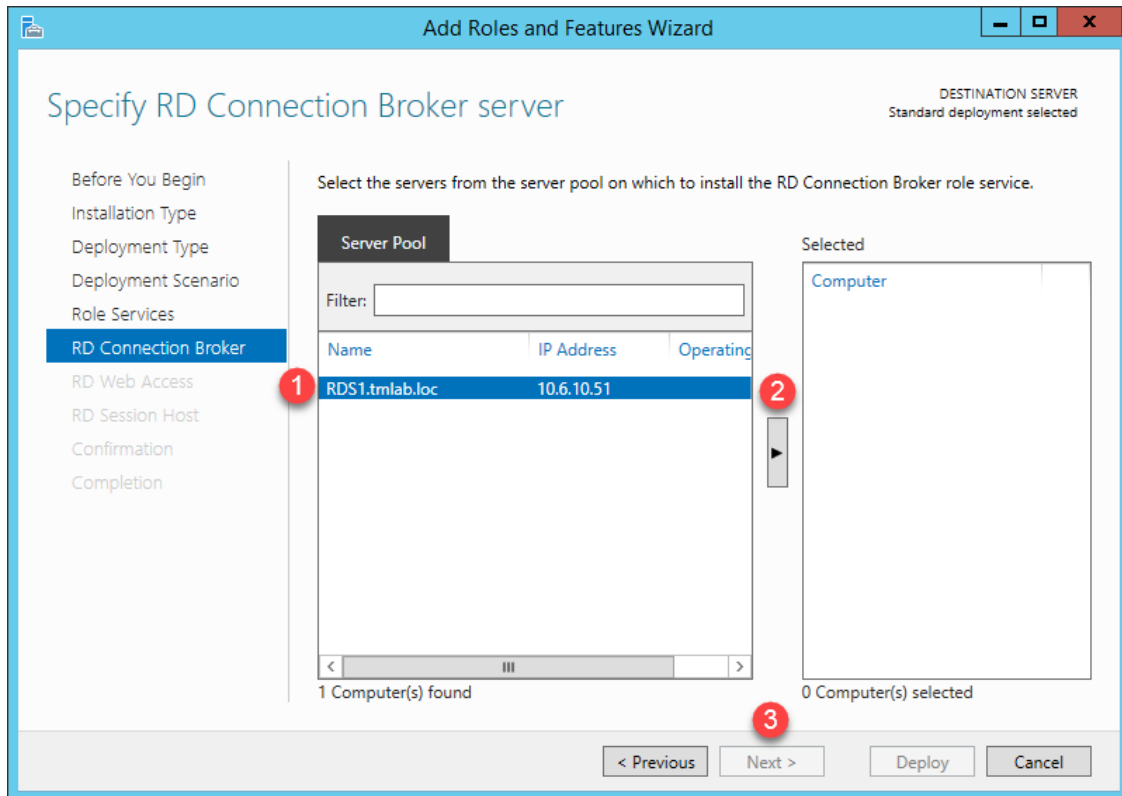 Add Roles and Features Wizard
Specify RD Connection Broker server
DESTINATION SERVER
Standard deployment selected
Before You Begin
Installation Type
Deployment Type
Deployment Scenario
Role Services
RD Connection Broker
RD Web Access
RD Session Host
Confirmation
Completion
Select the servers from the server pool on which to install the RD Connection Broker role service.
Server Pool
Filter:
Name IP Address Operating
1 RDS1.tmlab.loc 10.6.10.51
1 Computer(s) found
2
Selected
Computer
0 Computer(s) selected
3
< Previous Next > Deploy Cancel